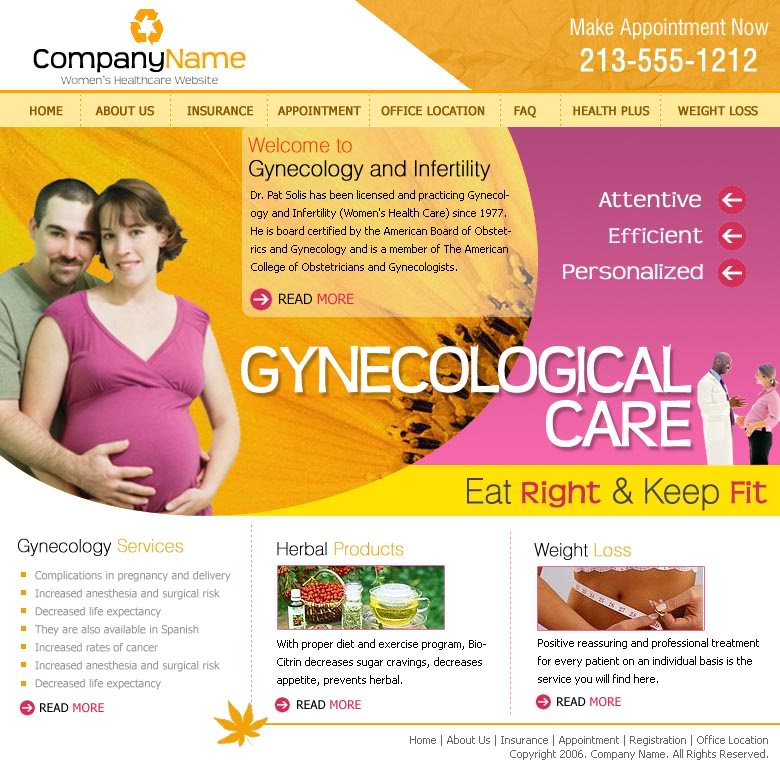 CompanyName
Women's Healthcare Website
Make Appointment Now
213-555-1212
HOME
ABOUT US
INSURANCE
APPOINTMENT
OFFICE LOCATION
FAQ
HEALTH PLUS
WEIGHT LOSS
Welcome to
Gynecology and Infertility
Dr. Pat Solis has been licensed and practicing Gynecol-
ogy and Infertility (Women's Health Care) since 1977.
He is board certified by the American Board of Obstet-
rics and Gynecology and is a member of The American
College of Obstetricians and Gynecologists.
READ MORE
Attentive
Efficient
Personalized
GYNECOLOGICAL
CARE
Eat Right & Keep Fit
Gynecology Services
Complications in pregnancy and delivery
Increased anesthesia and surgical risk
Decreased life expectancy
They are also available in Spanish
Increased rates of cancer
Increased anesthesia and surgical risk
Decreased life expectancy
READ MORE
Herbal Products
With proper diet and exercise program, Bio-
Citrin decreases sugar cravings, decreases
appetite, prevents herbal.
READ MORE
Weight Loss
Positive reassuring and professional treatment
for every patient on an individual basis is the
service you will find here.
READ MORE
Home | About Us | Insurance | Appointment | Registration | Office Location
Copyright 2006. Company Name. All Rights Reserved.